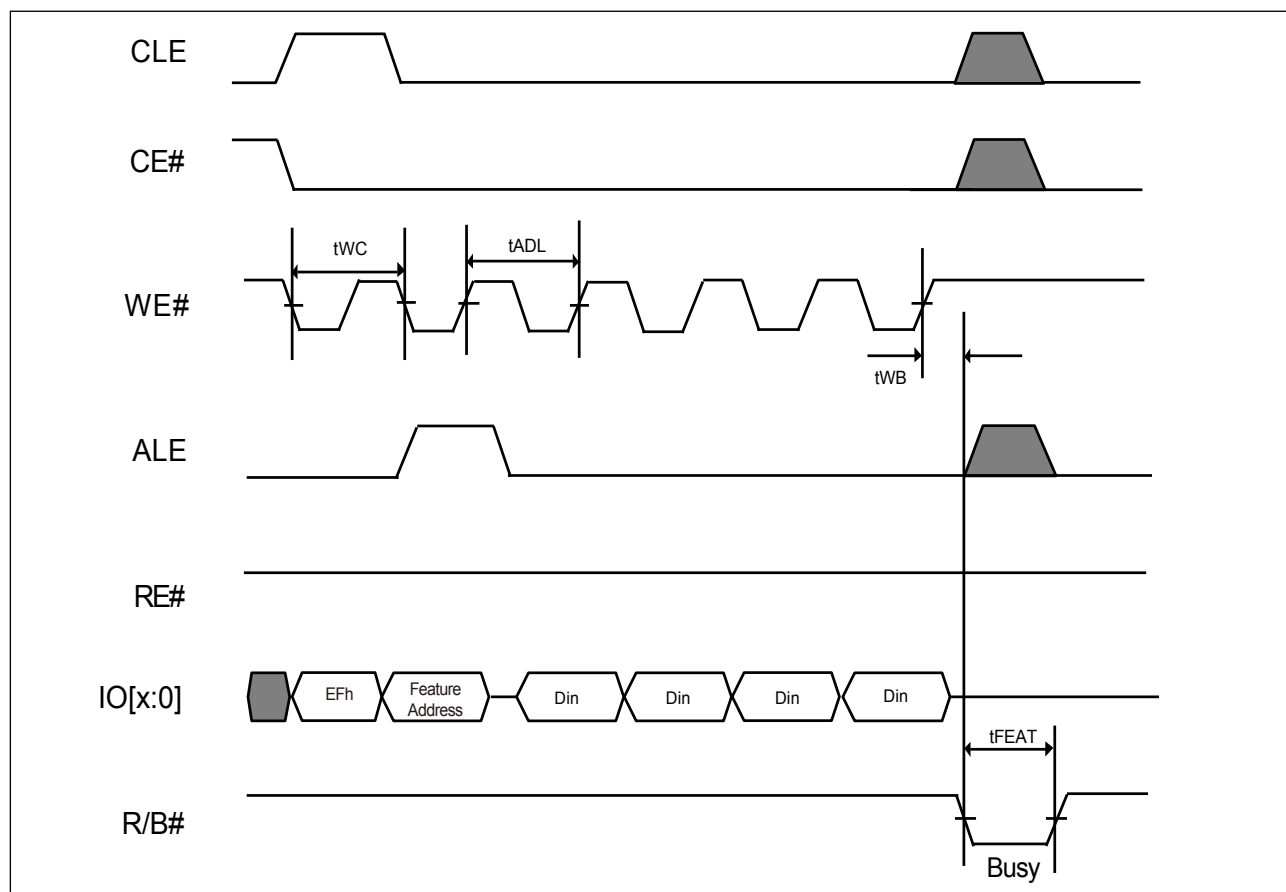 CLE
CE#
tWC
tADL
WE#
tWB
ALE
RE#
IO[x:0]
EFh
Feature
Address
Din
Din
Din
Din
tFEAT
R/B#
Busy